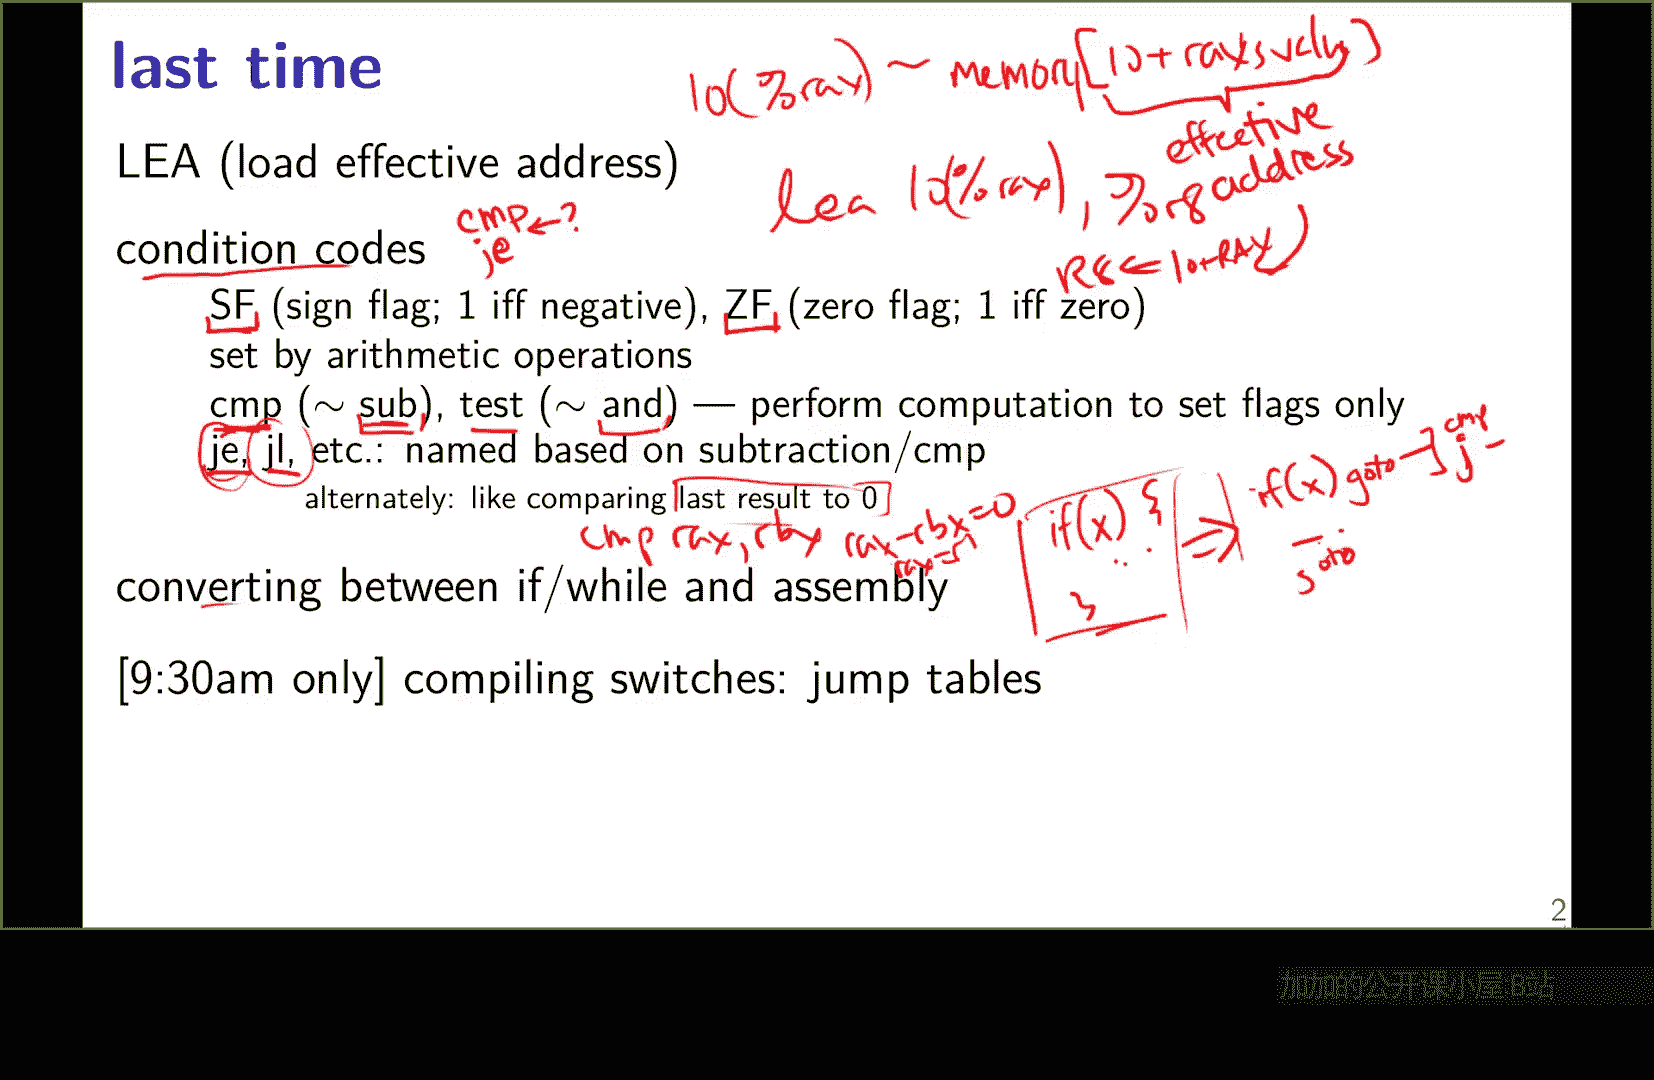 last time
10(%rax) ~ memory[10+rax's value]
effective
address
LEA (load effective address)
lea 10(%rax), %r8
R8 ← 10+RAX
condition codes
cmp ← ?
je
SF (sign flag; 1 iff negative), ZF (zero flag; 1 iff zero)
set by arithmetic operations
cmp (~ sub), test (~ and) — perform computation to set flags only
je, jl, etc.: named based on subtraction/cmp
alternately: like comparing last result to 0
cmp rax, rbx rax-rbx=0
if(x) {
..
}
⇒ if(x) goto
goto
cmp
j
converting between if/while and assembly
[9:30am only] compiling switches: jump tables
2
加加的公开课小屋 B站